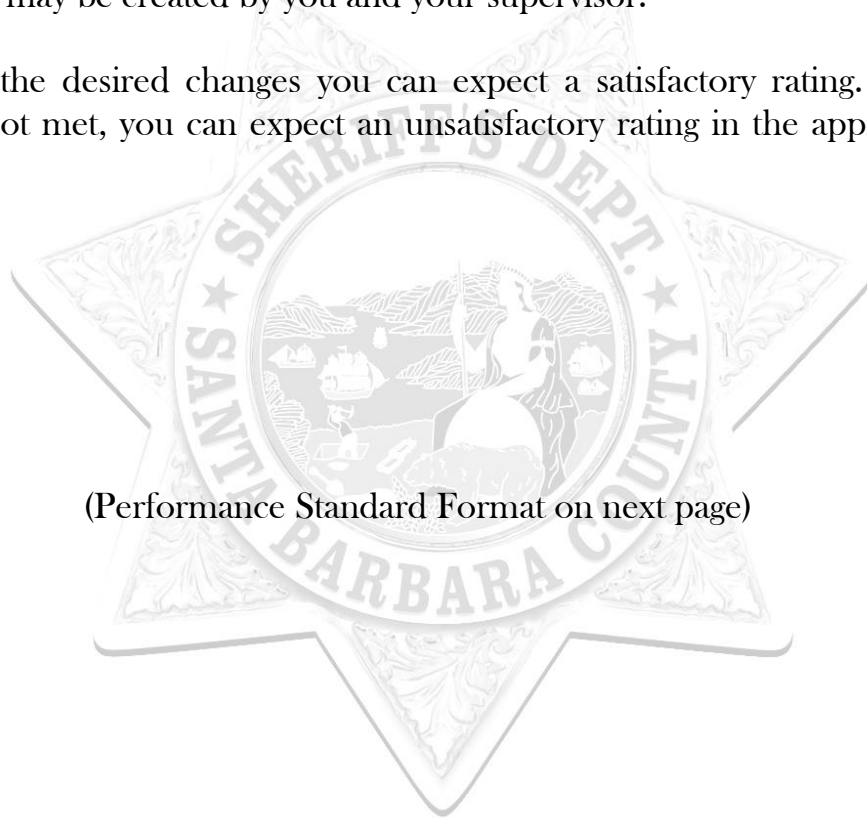 may be created by you and your supervisor.
the desired changes you can expect a satisfactory rating.
ot met, you can expect an unsatisfactory rating in the app
SHERIFF'S DEPT.
SANTA BARBARA COUNTY
(Performance Standard Format on next page)